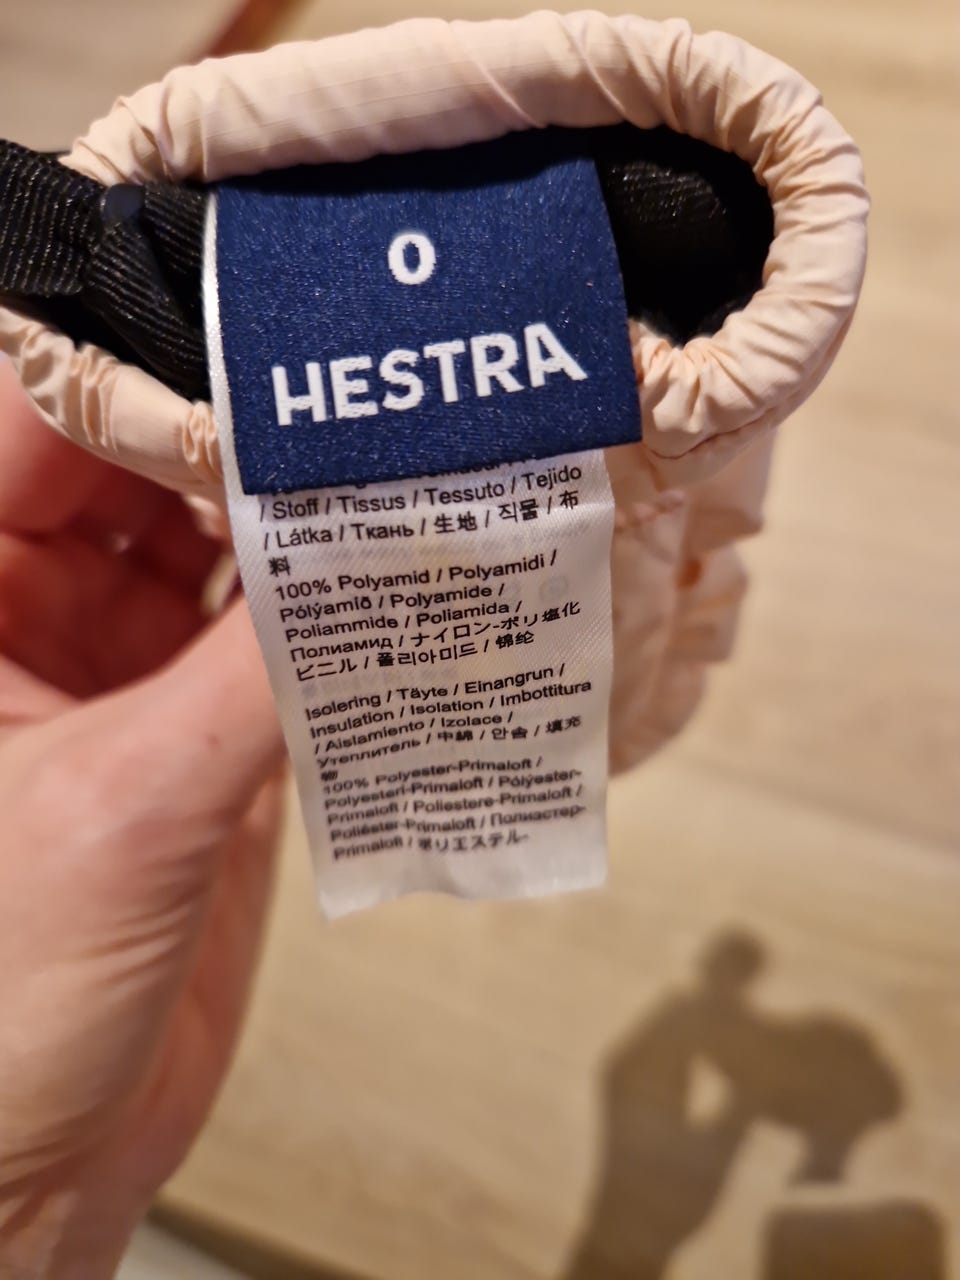 0
HESTRA
/ Stoff / Tissus / Tessuto / Tejido
/ Látka / Ткань / 生地 / 직물 / 布
料
100% Polyamid / Polyamidi /
Pólýamíð / Polyamide /
Poliammide / Poliamida /
Полиамид / ナイロン-ポリ塩化
ビニル / 폴리아미드 / 锦纶
Isolering / Täyte / Einangrun /
Insulation / Isolation / Imbottitura
/ Aislamiento / Izolace /
Утеплитель / 中綿 / 안솜 / 填充
物
100% Polyester-Primaloft /
Polyesteri-Primaloft / Pólýester-
Primaloft / Poliestere-Primaloft /
Poliéster-Primaloft / Полиэстер-
Primaloft / ポリエステル-